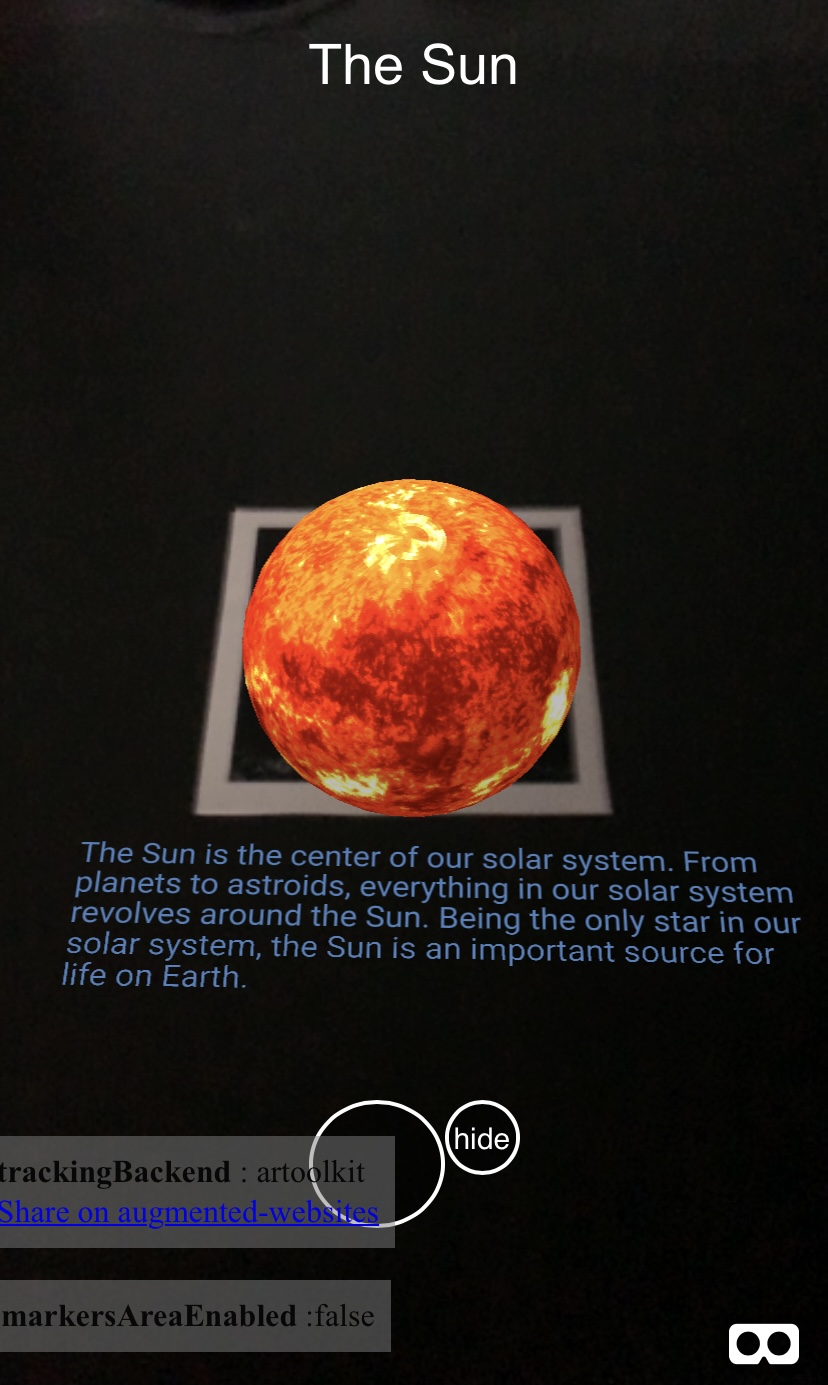 The Sun
The Sun is the center of our solar system. From
planets to astroids, everything in our solar system
revolves around the Sun. Being the only star in our
solar system, the Sun is an important source for
life on Earth.
hide
trackingBackend : artoolkit
Share on augmented-websites
markersAreaEnabled :false